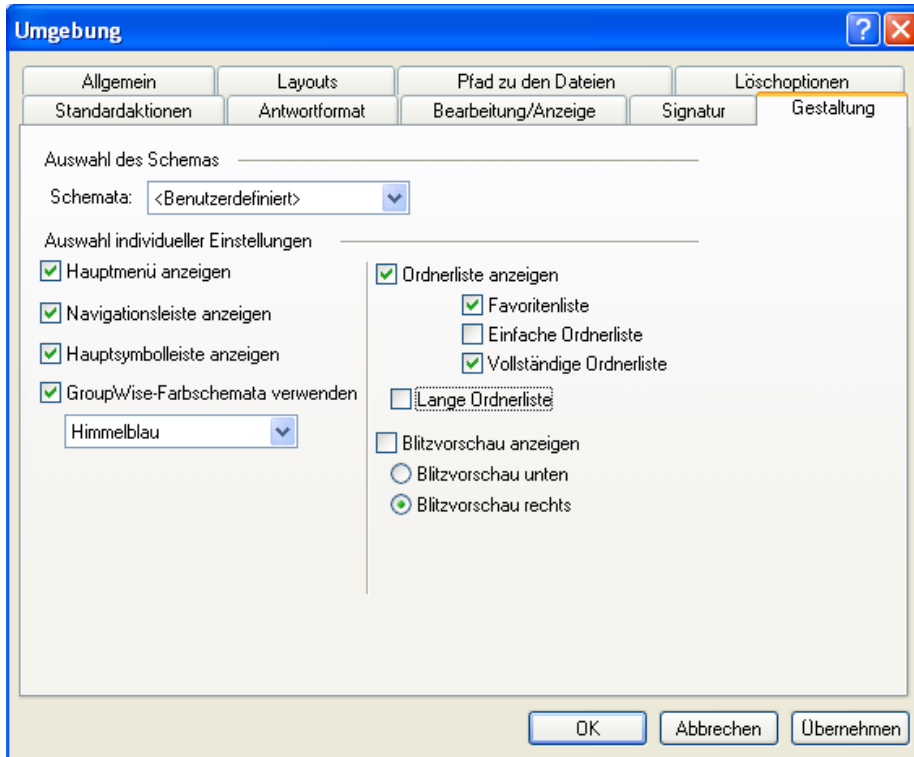 Umgebung
Allgemein
Layouts
Pfad zu den Dateien
Löschoptionen
Standardaktionen
Antwortformat
Bearbeitung/Anzeige
Signatur
Gestaltung
Auswahl des Schemas
Schemata: <Benutzerdefiniert>
Auswahl individueller Einstellungen
Hauptmenü anzeigen
Navigationsleiste anzeigen
Hauptsymbolleiste anzeigen
GroupWise-Farbschemata verwenden
Himmelblau
Ordnerliste anzeigen
Favoritenliste
Einfache Ordnerliste
Vollständige Ordnerliste
Lange Ordnerliste
Blitzvorschau anzeigen
Blitzvorschau unten
Blitzvorschau rechts
OK
Abbrechen
Übernehmen